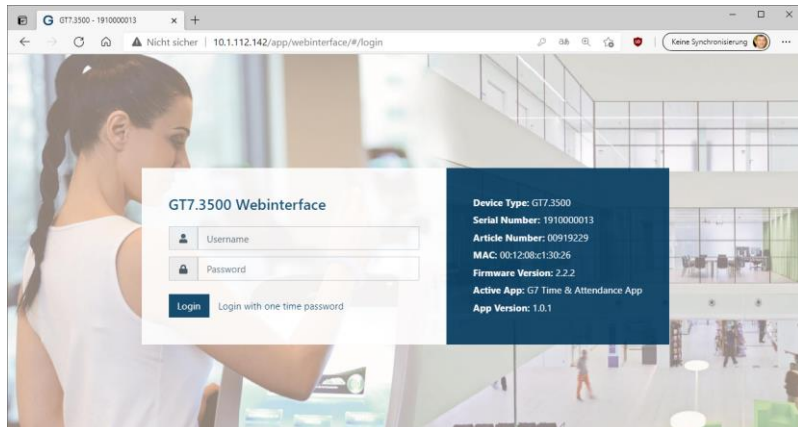 GT7.3500 - 1910000013
Nicht sicher | 10.1.112.142/app/webinterface/#/login
Keine Synchronisierung
GT7.3500 Webinterface
Username
Password
Login Login with one time password
Device Type: GT7.3500
Serial Number: 1910000013
Article Number: 00919229
MAC: 00:12:08:c1:30:26
Firmware Version: 2.2.2
Active App: G7 Time & Attendance App
App Version: 1.0.1